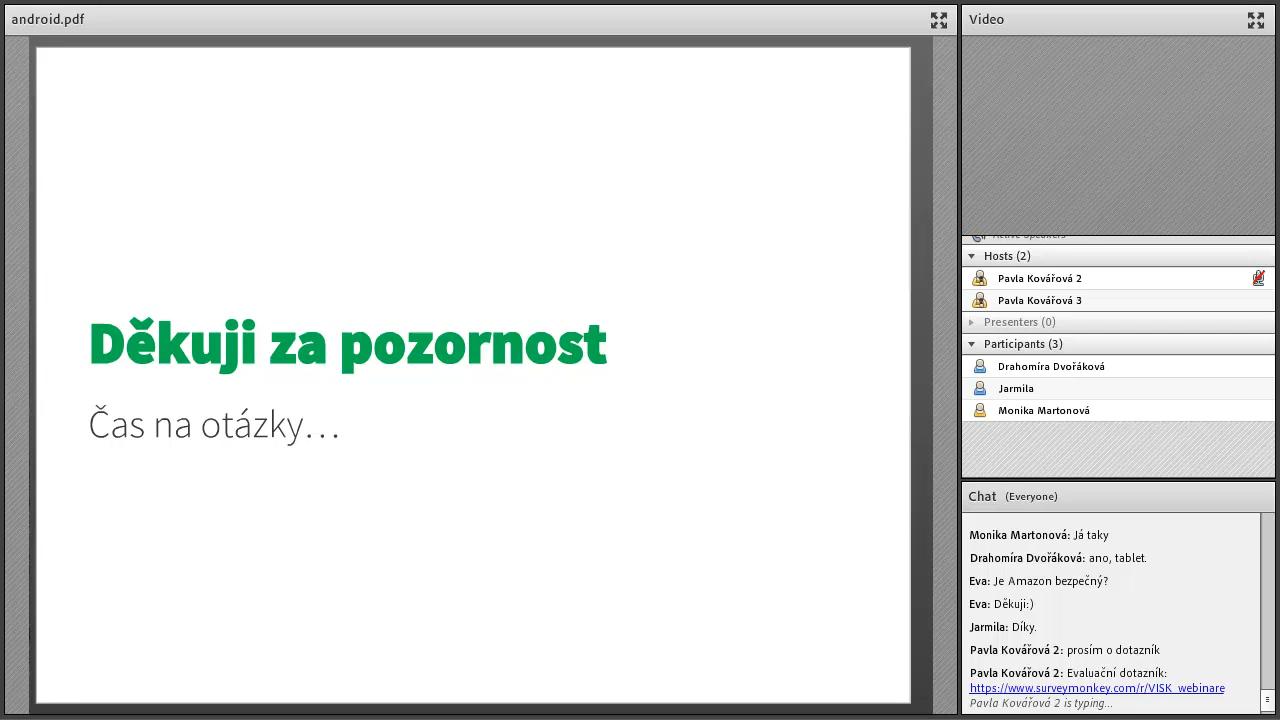 android.pdf
Děkuji za pozornost
Čas na otázky…
Video
Active Speakers
Hosts (2)
Pavla Kovářová 2
Pavla Kovářová 3
Presenters (0)
Participants (3)
Drahomíra Dvořáková
Jarmila
Monika Martonová
Chat (Everyone)
Monika Martonová: Já taky
Drahomíra Dvořáková: ano, tablet.
Eva: Je Amazon bezpečný?
Eva: Děkuji:)
Jarmila: Díky.
Pavla Kovářová 2: prosím o dotazník
Pavla Kovářová 2: Evaluační dotazník:
https://www.surveymonkey.com/r/VISK_webinare
Pavla Kovářová 2 is typing...